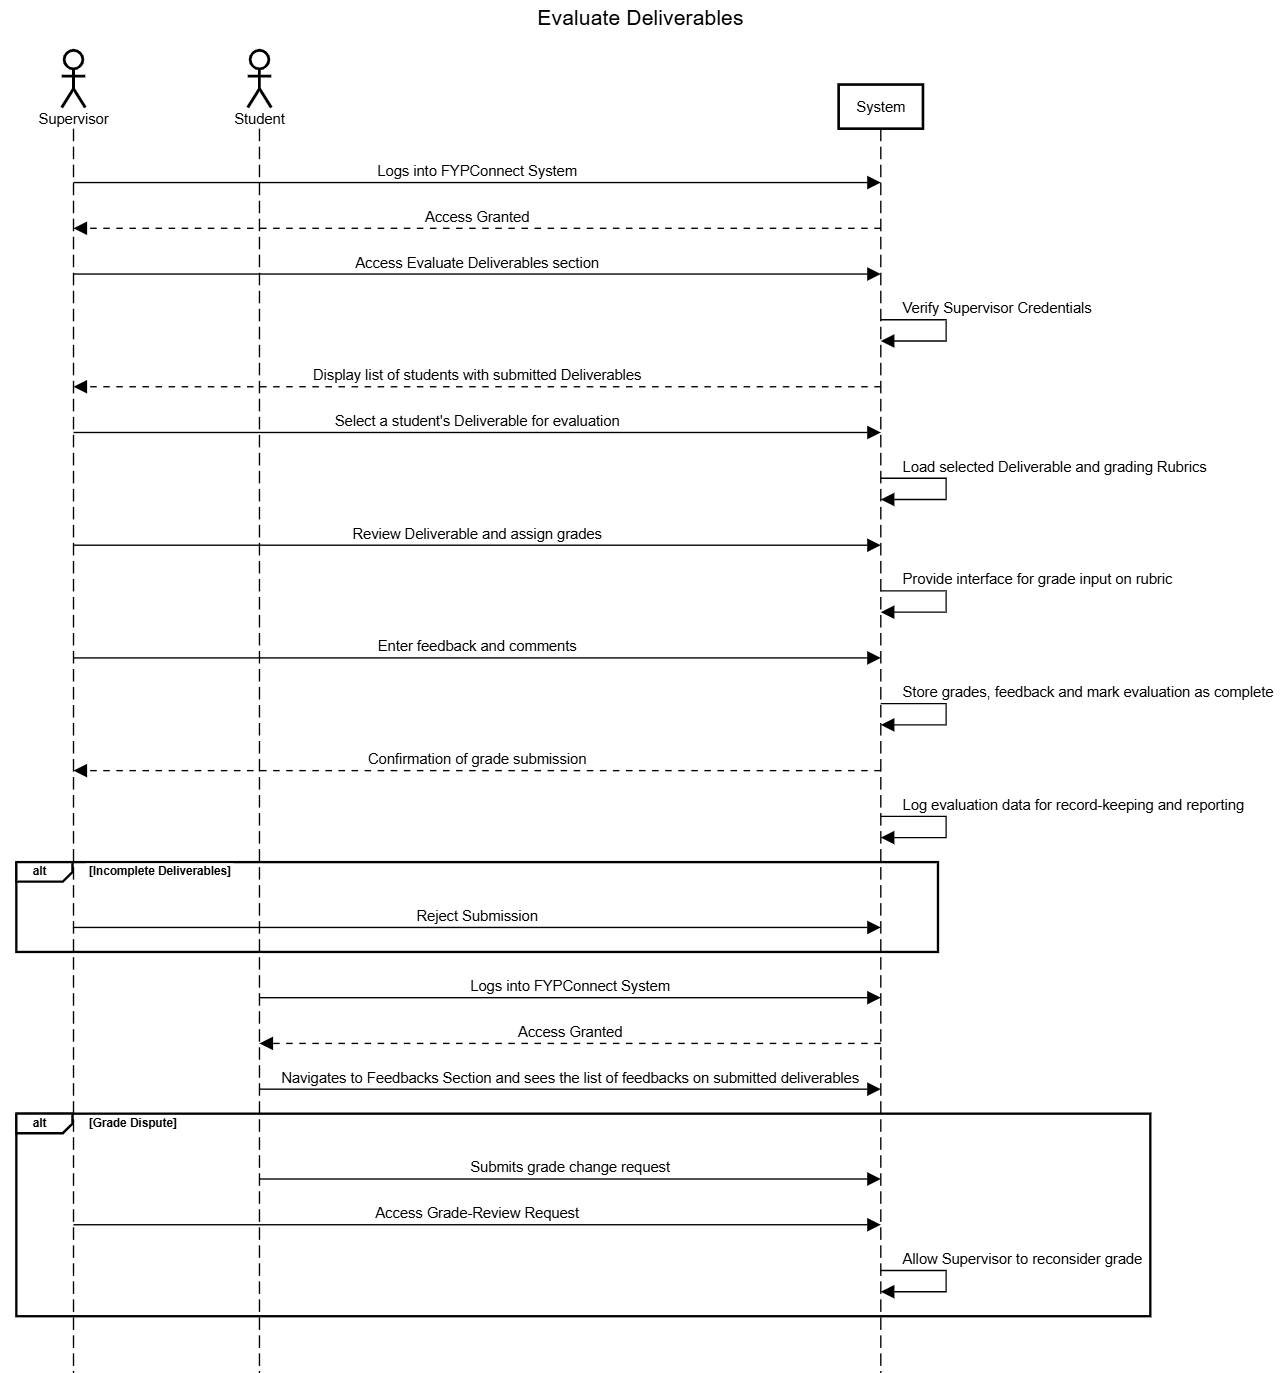 Evaluate Deliverables
Supervisor
Student
System
Logs into FYPConnect System
Access Granted
Access Evaluate Deliverables section
Verify Supervisor Credentials
Display list of students with submitted Deliverables
Select a student's Deliverable for evaluation
Load selected Deliverable and grading Rubrics
Review Deliverable and assign grades
Provide interface for grade input on rubric
Enter feedback and comments
Store grades, feedback and mark evaluation as complete
Confirmation of grade submission
Log evaluation data for record-keeping and reporting
alt [Incomplete Deliverables]
Reject Submission
Logs into FYPConnect System
Access Granted
Navigates to Feedbacks Section and sees the list of feedbacks on submitted deliverables
alt [Grade Dispute]
Submits grade change request
Access Grade-Review Request
Allow Supervisor to reconsider grade